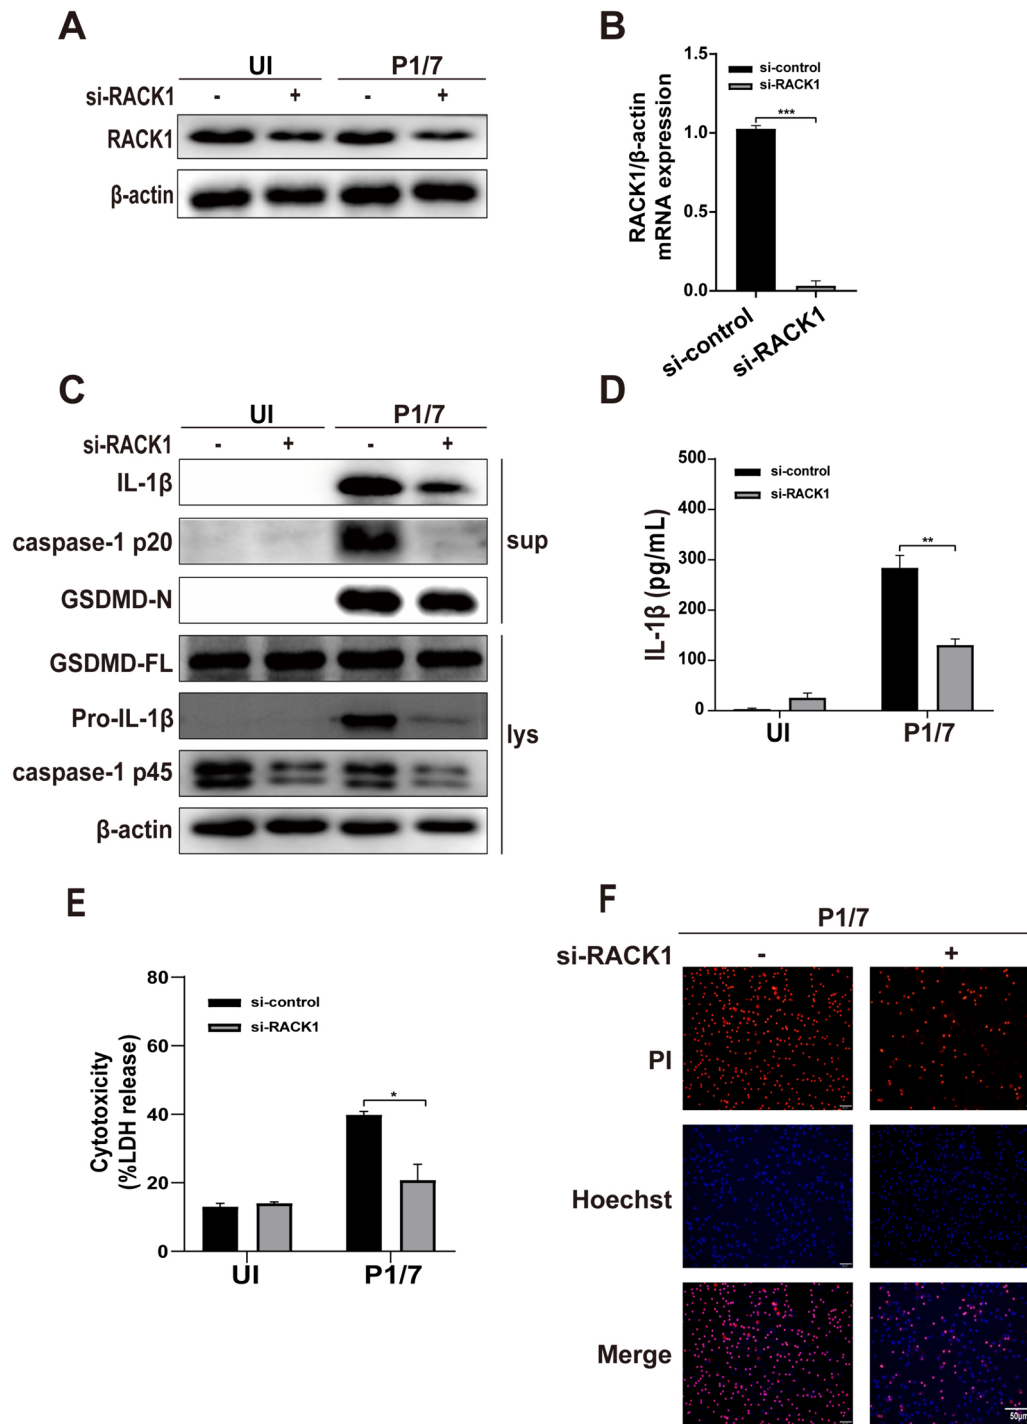 A
UI P1/7
si-RACK1 - + - +
RACK1
β-actin
B
RACK1/β-actin
mRNA expression
1.5
1.0
0.5
0.0
si-control
si-RACK1
***
si-control
si-RACK1
C
UI P1/7
si-RACK1 - + - +
IL-1β
caspase-1 p20
GSDMD-N
sup
GSDMD-FL
Pro-IL-1β
caspase-1 p45
β-actin
lys
D
IL-1β (pg/mL)
500
400
300
200
100
0
si-control
si-RACK1
**
UI P1/7
E
Cytotoxicity
(%LDH release)
80
60
40
20
0
si-control
si-RACK1
*
UI P1/7
F
P1/7
si-RACK1 - +
PI
Hoechst
Merge
50μm